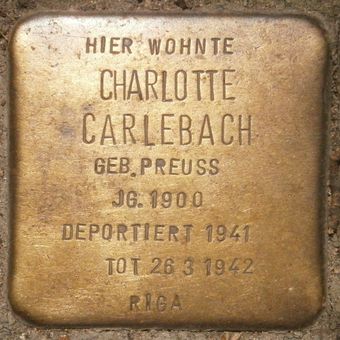 HIER WOHNTE
CHARLOTTE
CARLEBACH
GEB. PREUSS
JG. 1900
DEPORTIERT 1941
TOT 26 3 1942
RIGA